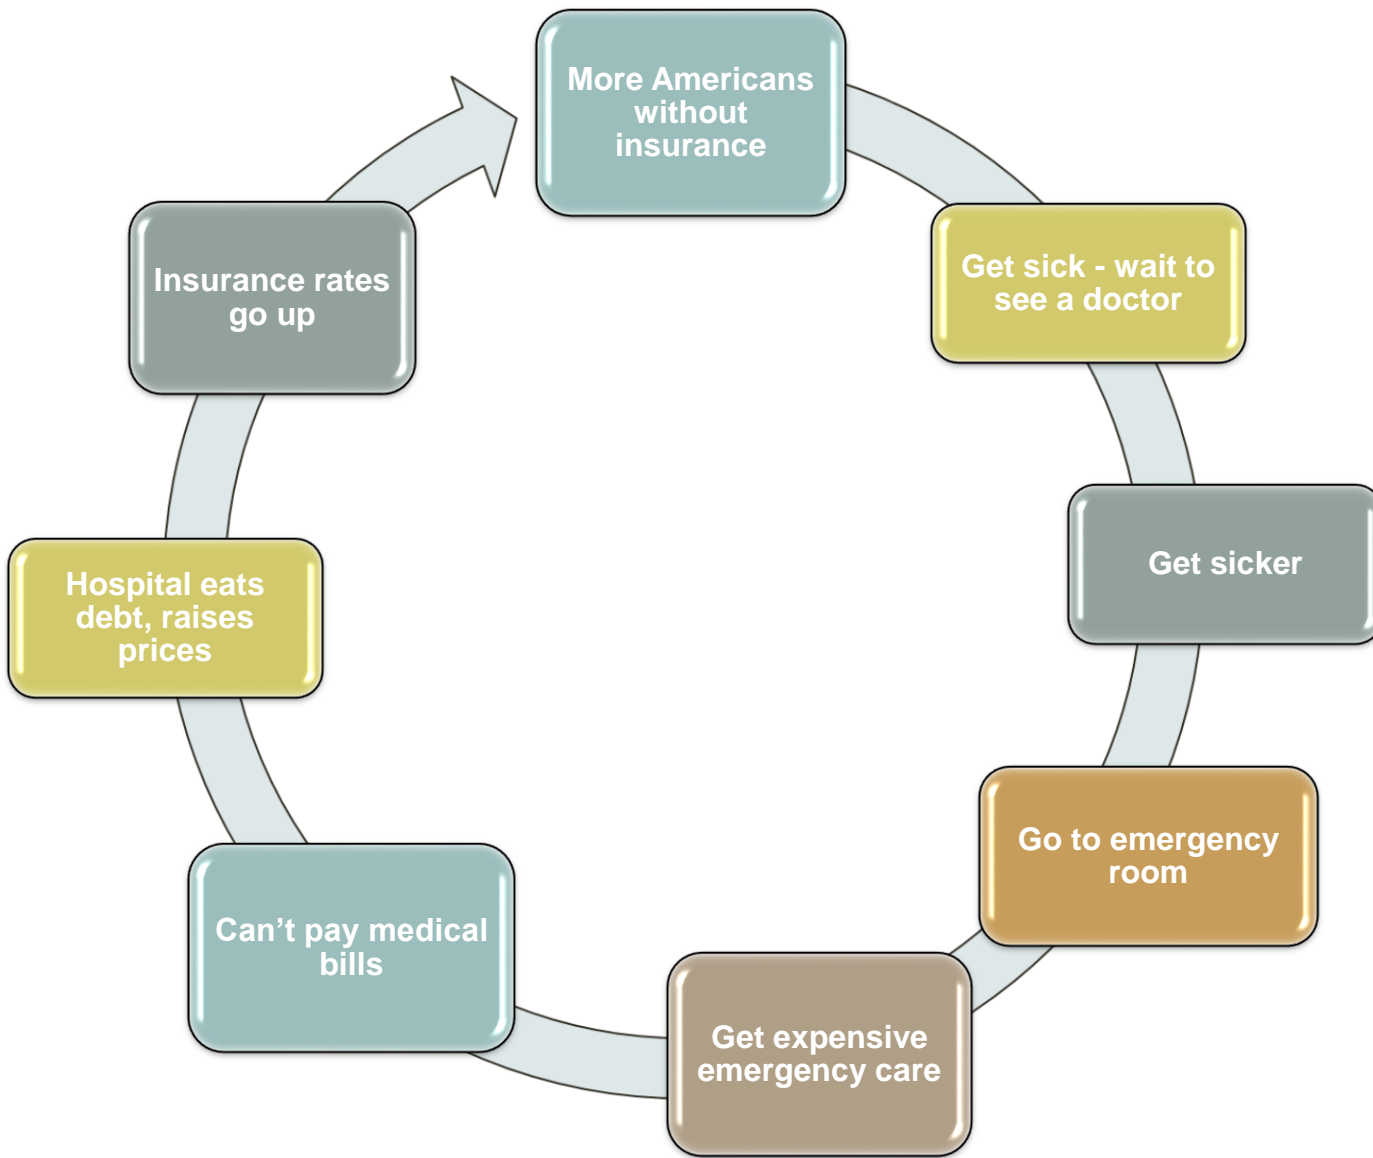 More Americans
without
insurance
Get sick - wait to
see a doctor
Get sicker
Go to emergency
room
Get expensive
emergency care
Can’t pay medical
bills
Hospital eats
debt, raises
prices
Insurance rates
go up